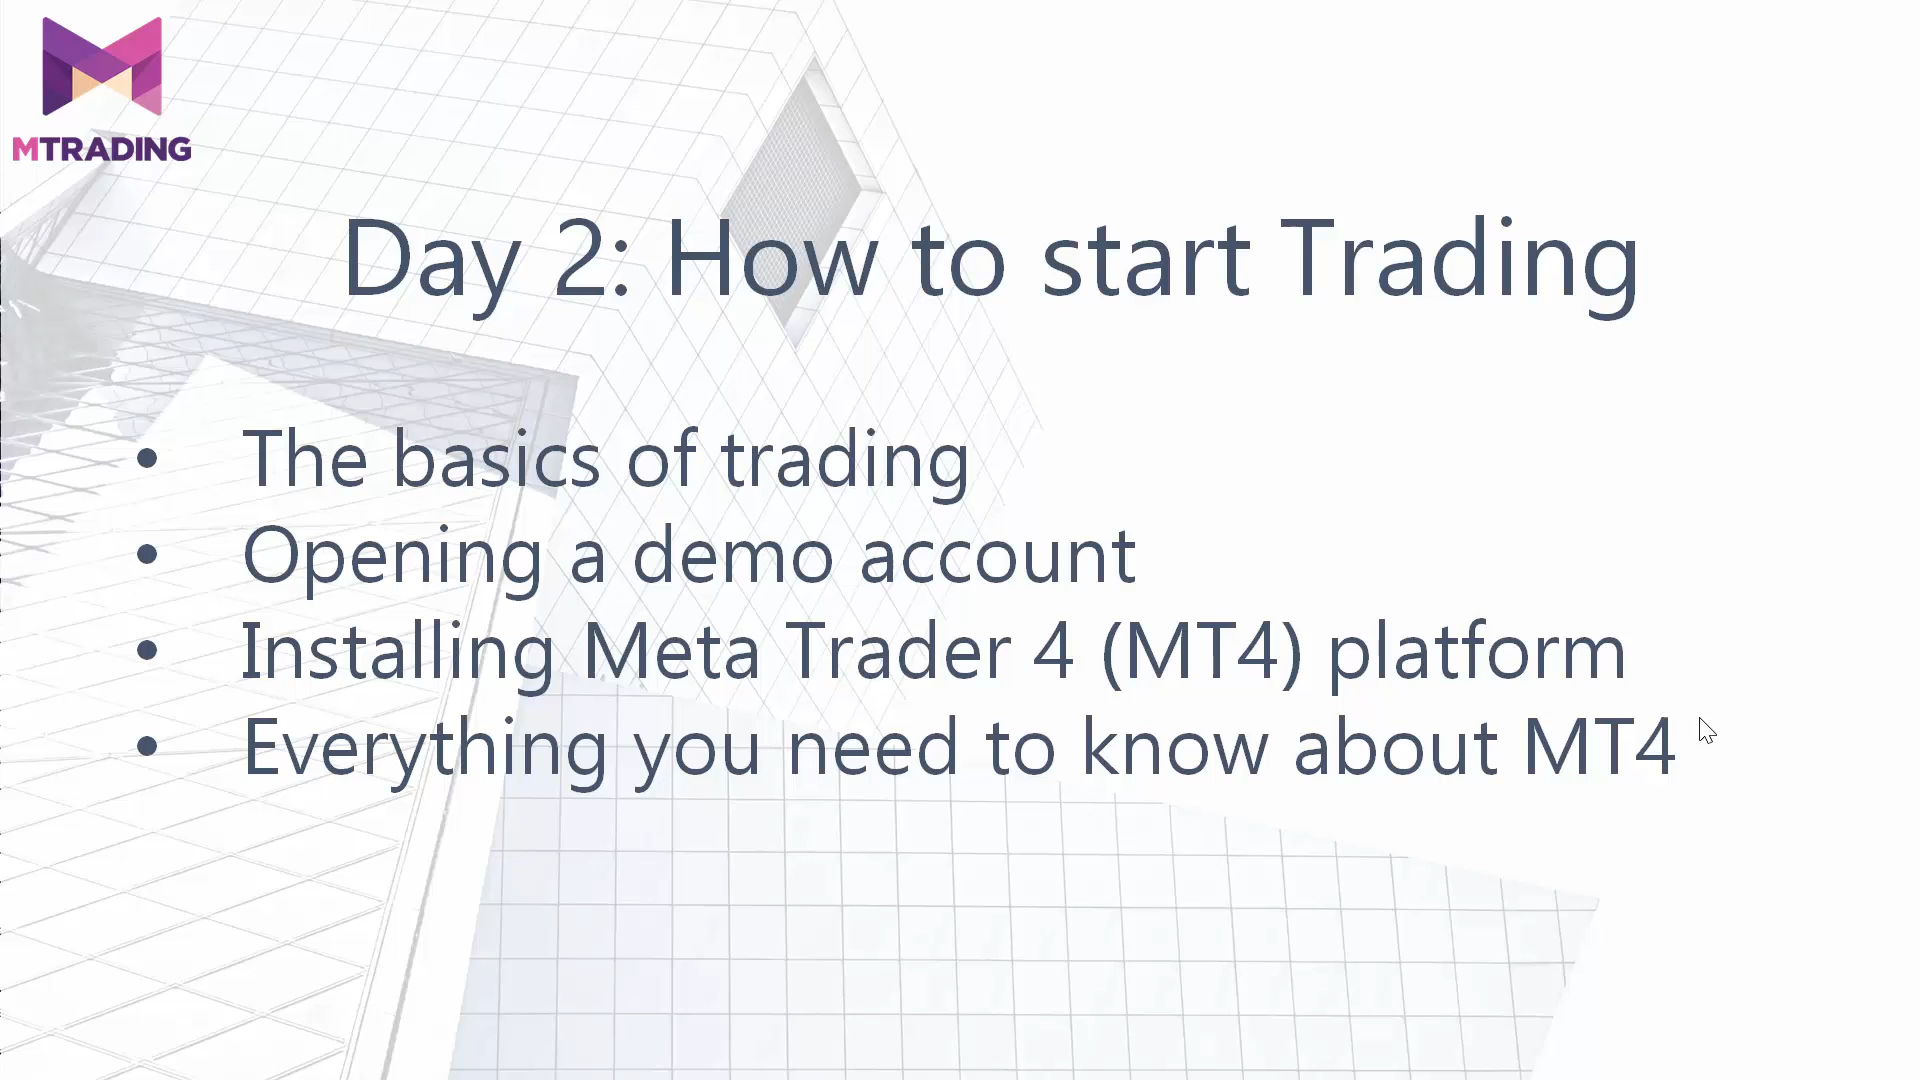 MTRADING
Day 2: How to start Trading
• The basics of trading
• Opening a demo account
• Installing Meta Trader 4 (MT4) platform
• Everything you need to know about MT4